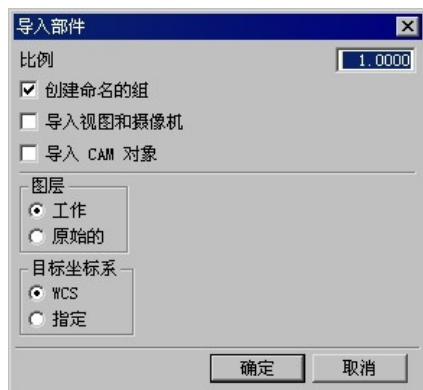 导入部件
比例 1.0000
创建命名的组
导入视图和摄像机
导入 CAM 对象
图层
工作
原始的
目标坐标系
WCS
指定
确定 取消